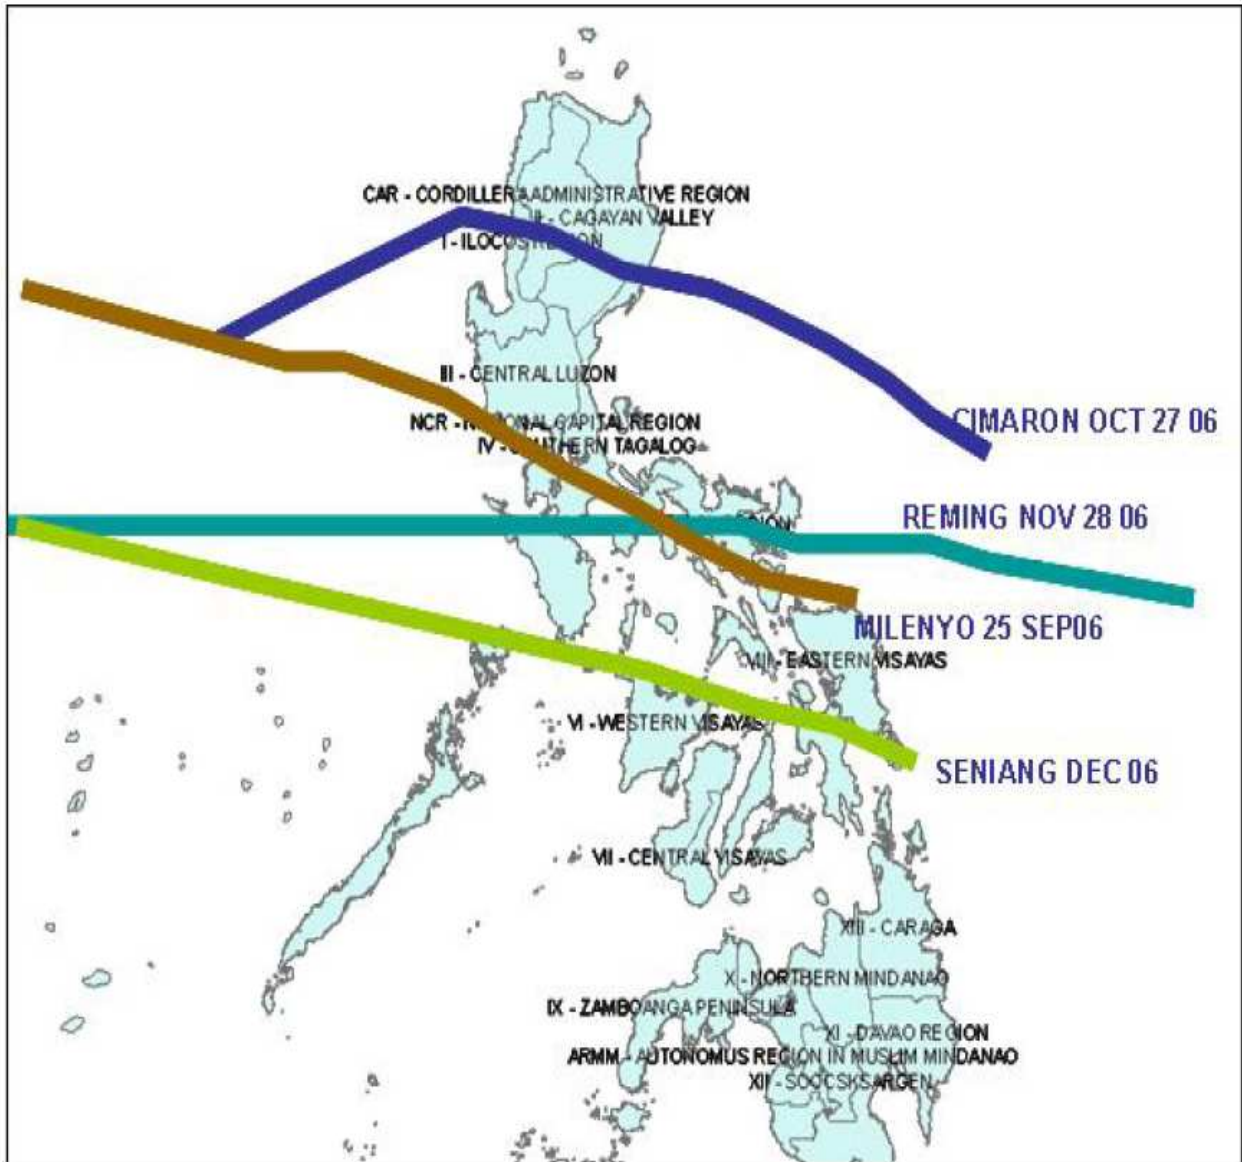 CAR - CORDILLERA ADMINISTRATIVE REGION
II - CAGAYAN VALLEY
I - ILOCOS REGION
III - CENTRAL LUZON
NCR - NATIONAL CAPITAL REGION
CIMARON OCT 27 06
IV - SOUTHERN TAGALOG
REMING NOV 28 06
MILENYO 25 SEP06
VIII - EASTERN VISAYAS
VI - WESTERN VISAYAS
SENIANG DEC 06
VII - CENTRAL VISAYAS
XIII - CARAGA
X - NORTHERN MINDANAO
IX - ZAMBOANGA PENINSULA
XI - DAVAO REGION
ARMM - AUTONOMUS REGION IN MUSLIM MINDANAO
XII - SOCCSKSARGEN